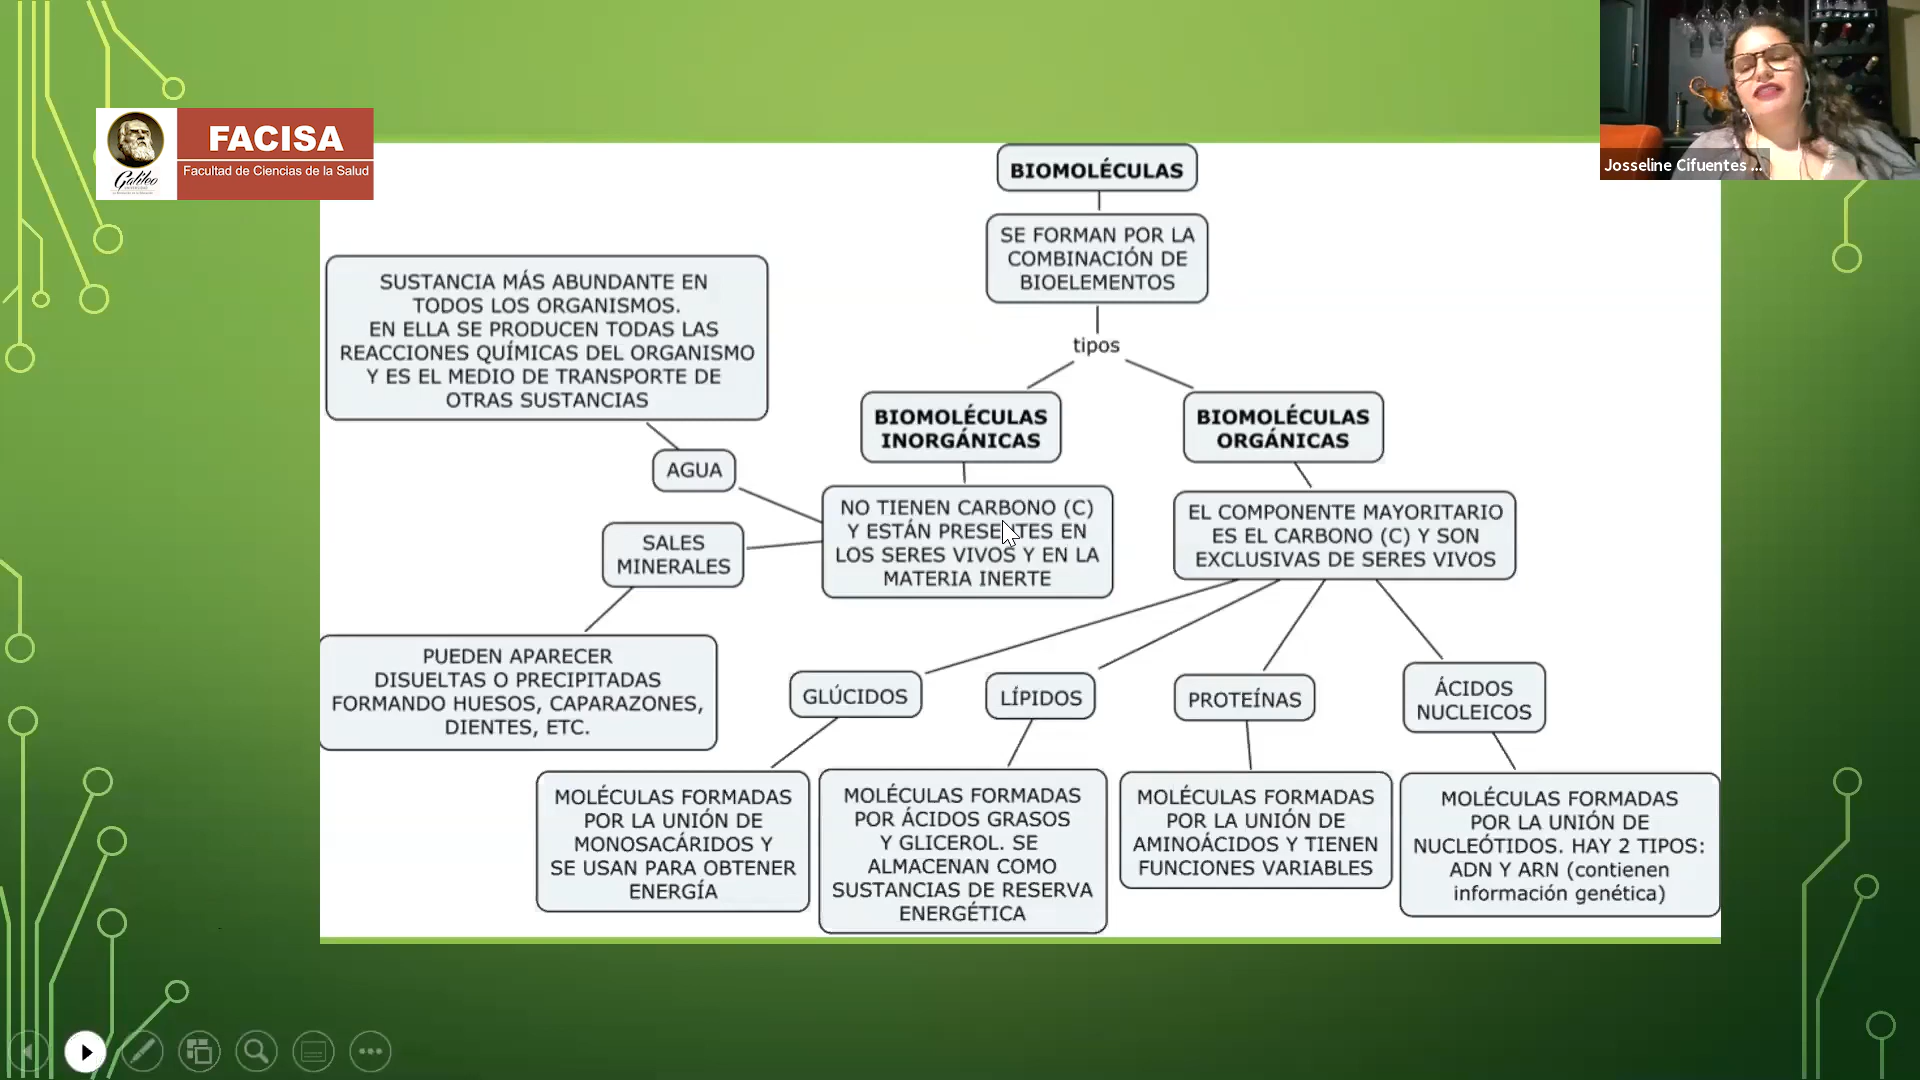 FACISA
Facultad de Ciencias de la Salud
Galileo
Josseline Cifuentes ...
BIOMOLÉCULAS
SE FORMAN POR LA
COMBINACIÓN DE
BIOELEMENTOS
tipos
SUSTANCIA MÁS ABUNDANTE EN
TODOS LOS ORGANISMOS.
EN ELLA SE PRODUCEN TODAS LAS
REACCIONES QUÍMICAS DEL ORGANISMO
Y ES EL MEDIO DE TRANSPORTE DE
OTRAS SUSTANCIAS
BIOMOLÉCULAS
INORGÁNICAS
BIOMOLÉCULAS
ORGÁNICAS
AGUA
NO TIENEN CARBONO (C)
Y ESTÁN PRESENTES EN
LOS SERES VIVOS Y EN LA
MATERIA INERTE
EL COMPONENTE MAYORITARIO
ES EL CARBONO (C) Y SON
EXCLUSIVAS DE SERES VIVOS
SALES
MINERALES
PUEDEN APARECER
DISUELTAS O PRECIPITADAS
FORMANDO HUESOS, CAPARAZONES,
DIENTES, ETC.
GLÚCIDOS
LÍPIDOS
PROTEÍNAS
ÁCIDOS
NUCLEICOS
MOLÉCULAS FORMADAS
POR LA UNIÓN DE
MONOSACÁRIDOS Y
SE USAN PARA OBTENER
ENERGÍA
MOLÉCULAS FORMADAS
POR ÁCIDOS GRASOS
Y GLICEROL. SE
ALMACENAN COMO
SUSTANCIAS DE RESERVA
ENERGÉTICA
MOLÉCULAS FORMADAS
POR LA UNIÓN DE
AMINOÁCIDOS Y TIENEN
FUNCIONES VARIABLES
MOLÉCULAS FORMADAS
POR LA UNIÓN DE
NUCLEÓTIDOS. HAY 2 TIPOS:
ADN Y ARN (contienen
información genética)